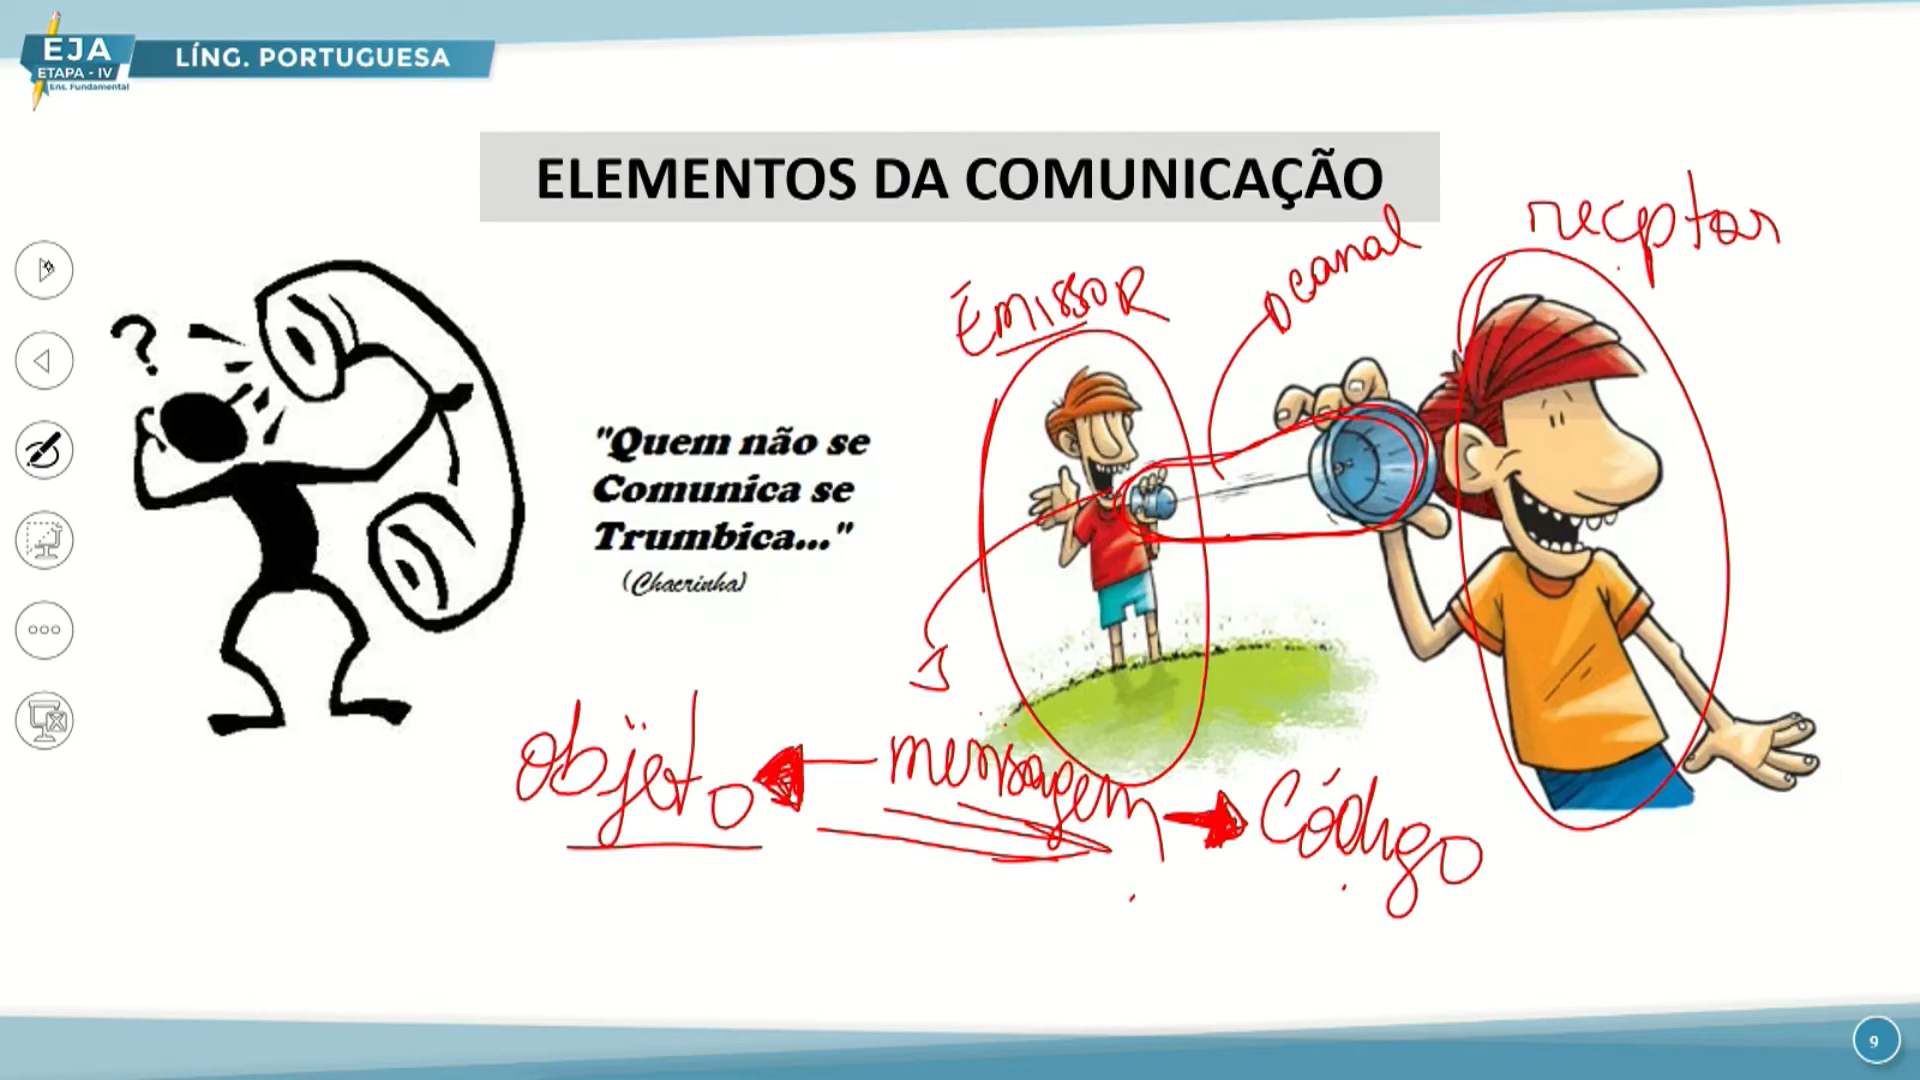 EJA
ETAPA - IV
Ens. Fundamental
LÍNG. PORTUGUESA
ELEMENTOS DA COMUNICAÇÃO
receptor
canal
Emissor
?
"Quem não se
Comunica se
Trumbica..."
(Chacrinha)
objeto
mensagem
Código
9